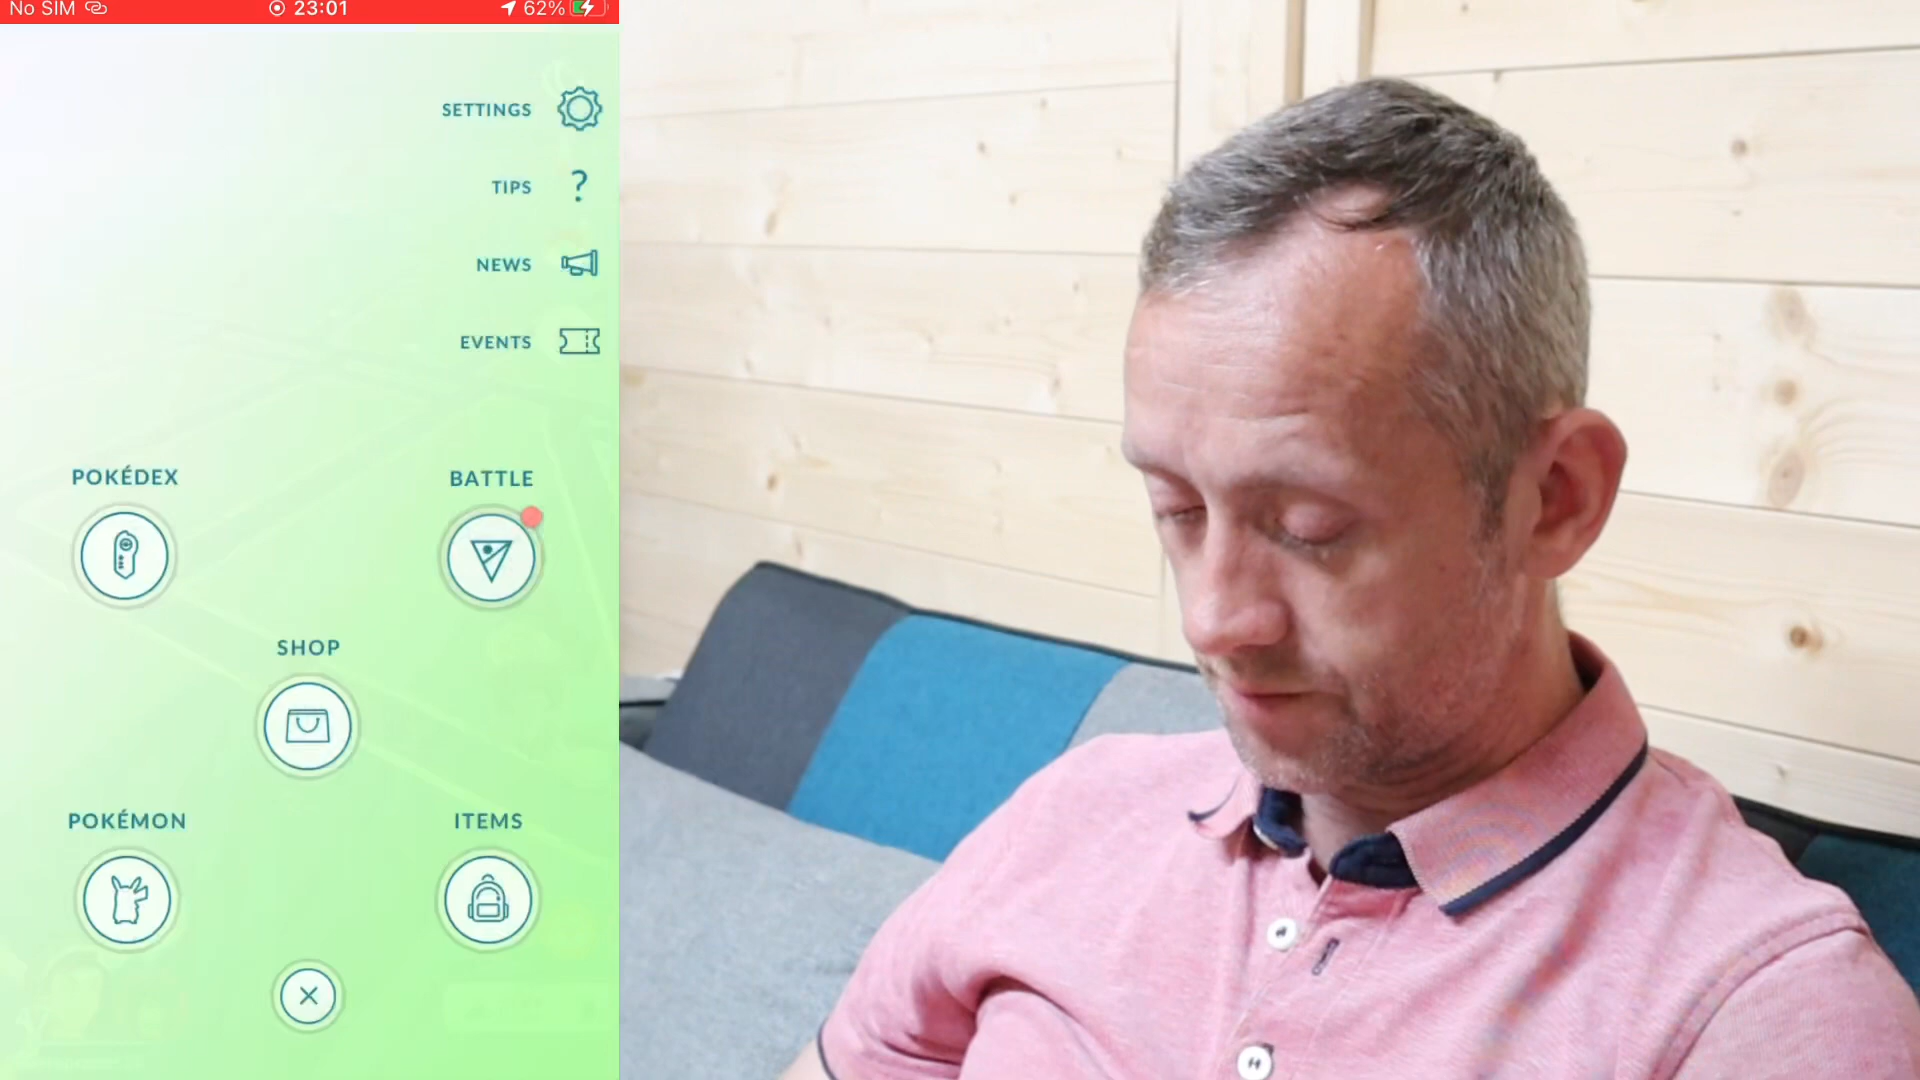 No SIM 23:01 62%
SETTINGS
TIPS ?
NEWS
EVENTS
POKÉDEX BATTLE
SHOP
POKÉMON ITEMS